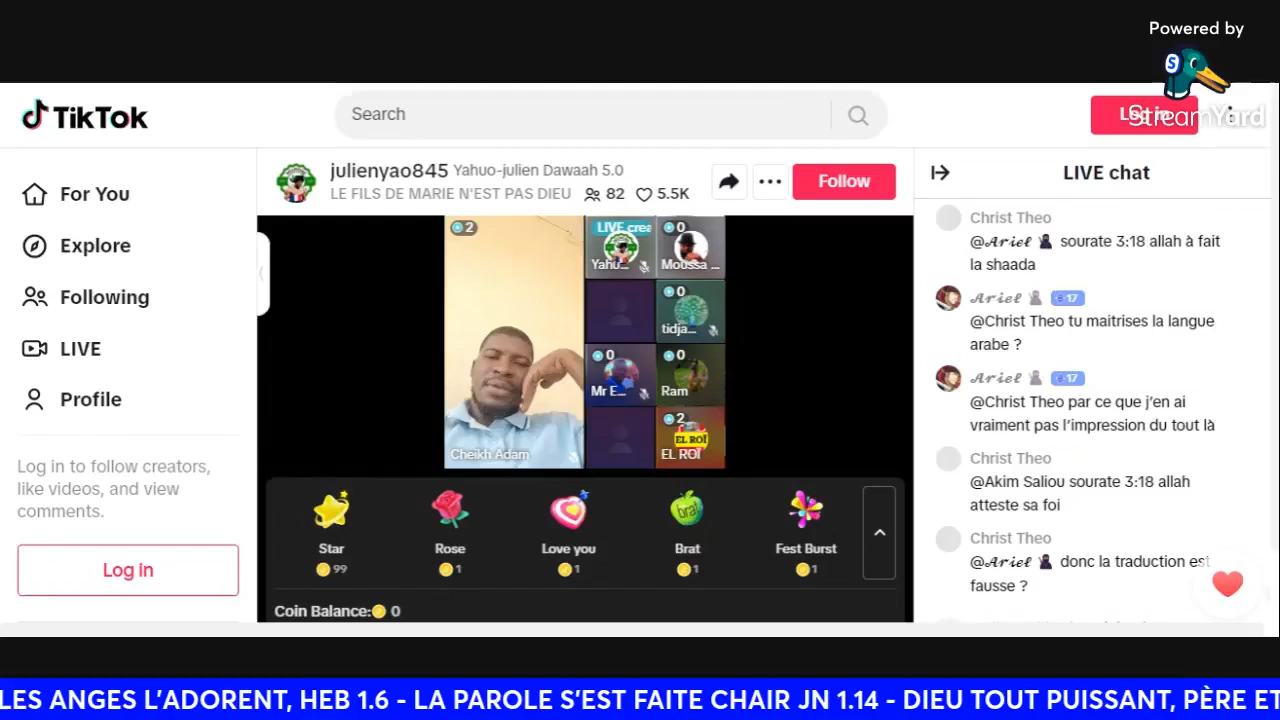 Powered by
StreamYard
TikTok
Search
Log in
For You
Explore
Following
LIVE
Profile
Log in to follow creators,
like videos, and view
comments.
Log in
julienyao845 Yahuo-julien Dawaah 5.0
LE FILS DE MARIE N'EST PAS DIEU 82 5.5K
Follow
2
LIVE crea
Yahu...
0
Moussa ...
0
tidja...
0
Mr E...
0
Ram
2
EL ROÏ
EL ROÏ
Cheikh Adam
bra!
Star
99
Rose
1
Love you
1
Brat
1
Fest Burst
1
Coin Balance: 0
LIVE chat
Christ Theo
@𝓐𝓻𝓲𝓮𝓵 sourate 3:18 allah à fait
la shaada
𝓐𝓻𝓲𝓮𝓵 17
@Christ Theo tu maitrises la langue
arabe ?
𝓐𝓻𝓲𝓮𝓵 17
@Christ Theo par ce que j’en ai
vraiment pas l’impression du tout là
Christ Theo
@Akim Saliou sourate 3:18 allah
atteste sa foi
Christ Theo
@𝓐𝓻𝓲𝓮𝓵 donc la traduction est
fausse ?
LES ANGES L’ADORENT, HEB 1.6 - LA PAROLE S’EST FAITE CHAIR JN 1.14 - DIEU TOUT PUISSANT, PÈRE ET